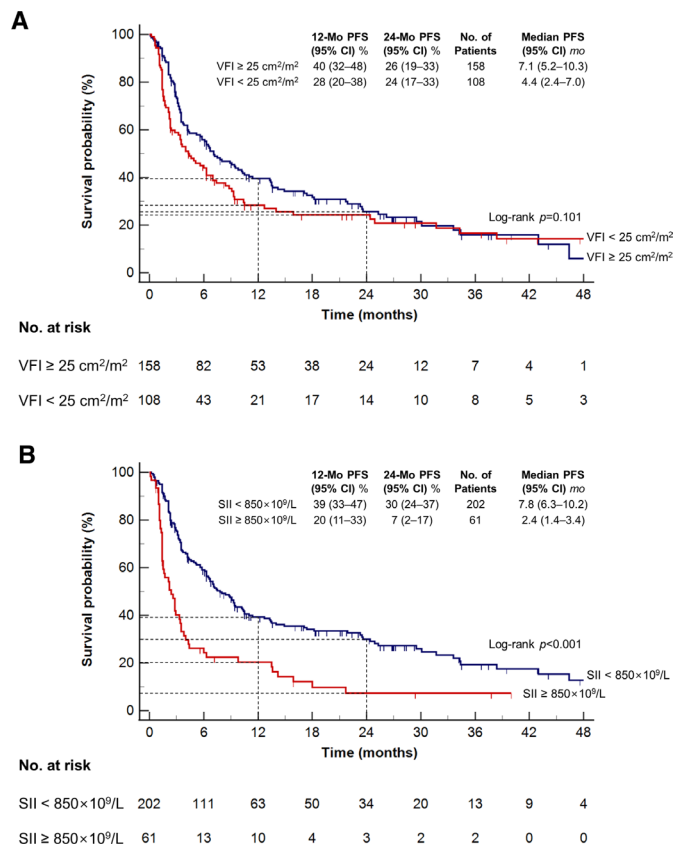 A
12-Mo PFS 24-Mo PFS No. of Median PFS
(95% CI) % (95% CI) % Patients (95% CI) mo
VFI ≥ 25 cm²/m² 40 (32–48) 26 (19–33) 158 7.1 (5.2–10.3)
VFI < 25 cm²/m² 28 (20–38) 24 (17–33) 108 4.4 (2.4–7.0)
Survival probability (%)
100
80
60
40
20
0
Log-rank p=0.101
VFI < 25 cm²/m²
VFI ≥ 25 cm²/m²
0 6 12 18 24 30 36 42 48
Time (months)
No. at risk
VFI ≥ 25 cm²/m² 158 82 53 38 24 12 7 4 1
VFI < 25 cm²/m² 108 43 21 17 14 10 8 5 3
B
12-Mo PFS 24-Mo PFS No. of Median PFS
(95% CI) % (95% CI) % Patients (95% CI) mo
SII < 850×10⁹/L 39 (33–47) 30 (24–37) 202 7.8 (6.3–10.2)
SII ≥ 850×10⁹/L 20 (11–33) 7 (2–17) 61 2.4 (1.4–3.4)
Survival probability (%)
100
80
60
40
20
0
Log-rank p<0.001
SII < 850×10⁹/L
SII ≥ 850×10⁹/L
0 6 12 18 24 30 36 42 48
Time (months)
No. at risk
SII < 850×10⁹/L 202 111 63 50 34 20 13 9 4
SII ≥ 850×10⁹/L 61 13 10 4 3 2 2 0 0